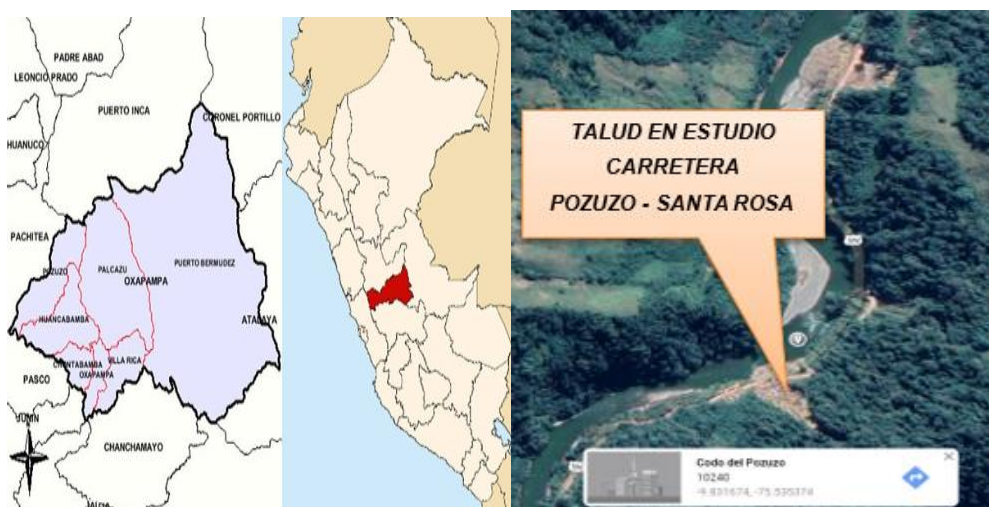 PADRE ABAD
LEONCIO PRADO
PUERTO INCA
CORONEL PORTILLO
HUANUCO
PACHITEA
POZUZO
PALCAZU
PUERTO BERMUDEZ
OXAPAMPA
HUANCABAMBA
ATALAYA
CHONTABAMBA
VILLA RICA
OXAPAMPA
PASCO
JUNIN
CHANCHAMAYO
TALUD EN ESTUDIO
CARRETERA
POZUZO - SANTA ROSA
Codo del Pozuzo
10240
-9.831674, -75.535374